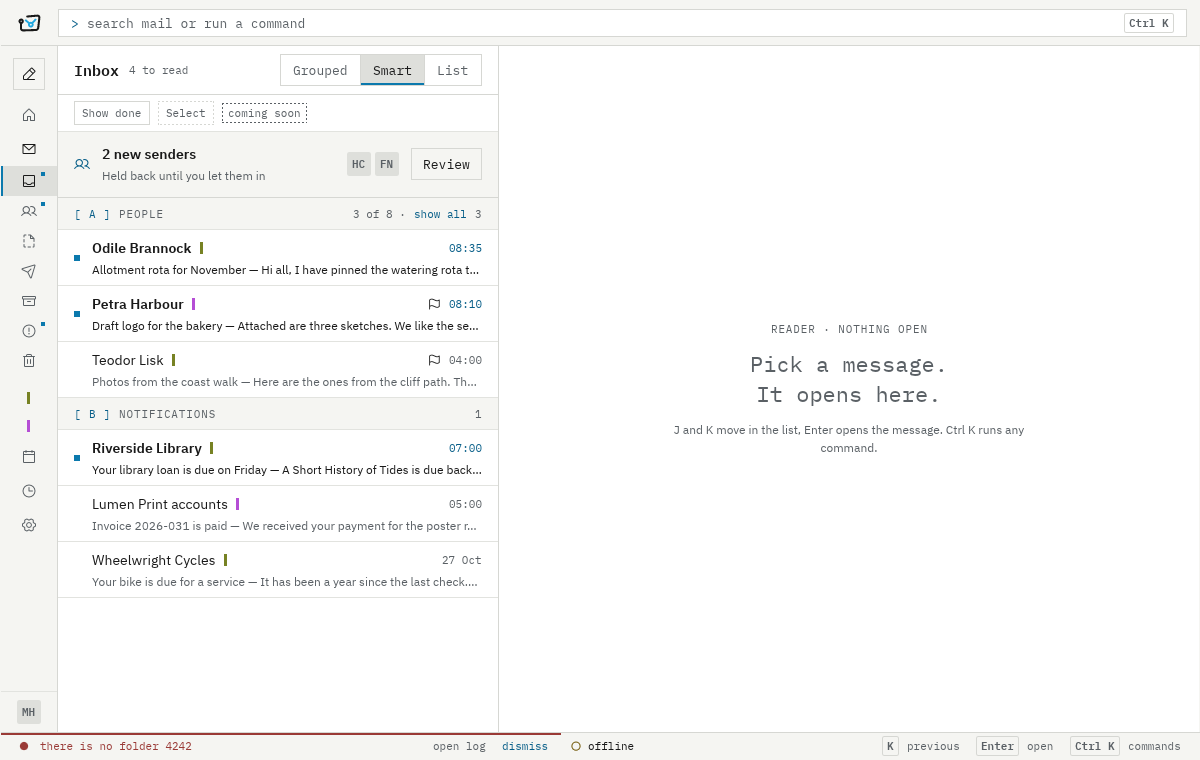 > search mail or run a command Ctrl K
Inbox 4 to read Grouped Smart List
Show done Select coming soon
2 new senders
Held back until you let them in HC FN Review
[ A ] PEOPLE 3 of 8 · show all 3
Odile Brannock 08:35
Allotment rota for November — Hi all, I have pinned the watering rota t…
Petra Harbour 08:10
Draft logo for the bakery — Attached are three sketches. We like the se…
Teodor Lisk 04:00
Photos from the coast walk — Here are the ones from the cliff path. Th…
[ B ] NOTIFICATIONS 1
Riverside Library 07:00
Your library loan is due on Friday — A Short History of Tides is due back…
Lumen Print accounts 05:00
Invoice 2026-031 is paid — We received your payment for the poster r…
Wheelwright Cycles 27 Oct
Your bike is due for a service — It has been a year since the last check.…
READER · NOTHING OPEN
Pick a message.
It opens here.
J and K move in the list, Enter opens the message. Ctrl K runs any
command.
MH
there is no folder 4242 open log dismiss offline K previous Enter open Ctrl K commands